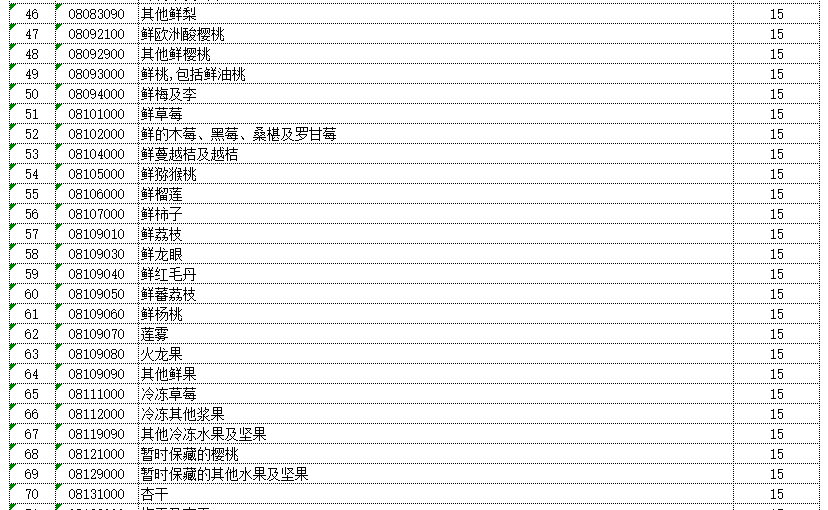 46 08083090 其他鲜梨 15
47 08092100 鲜欧洲酸樱桃 15
48 08092900 其他鲜樱桃 15
49 08093000 鲜桃,包括鲜油桃 15
50 08094000 鲜梅及李 15
51 08101000 鲜草莓 15
52 08102000 鲜的木莓、黑莓、桑椹及罗甘莓 15
53 08104000 鲜蔓越桔及越桔 15
54 08105000 鲜猕猴桃 15
55 08106000 鲜榴莲 15
56 08107000 鲜柿子 15
57 08109010 鲜荔枝 15
58 08109030 鲜龙眼 15
59 08109040 鲜红毛丹 15
60 08109050 鲜蕃荔枝 15
61 08109060 鲜杨桃 15
62 08109070 莲雾 15
63 08109080 火龙果 15
64 08109090 其他鲜果 15
65 08111000 冷冻草莓 15
66 08112000 冷冻其他浆果 15
67 08119090 其他冷冻水果及坚果 15
68 08121000 暂时保藏的樱桃 15
69 08129000 暂时保藏的其他水果及坚果 15
70 08131000 杏干 15